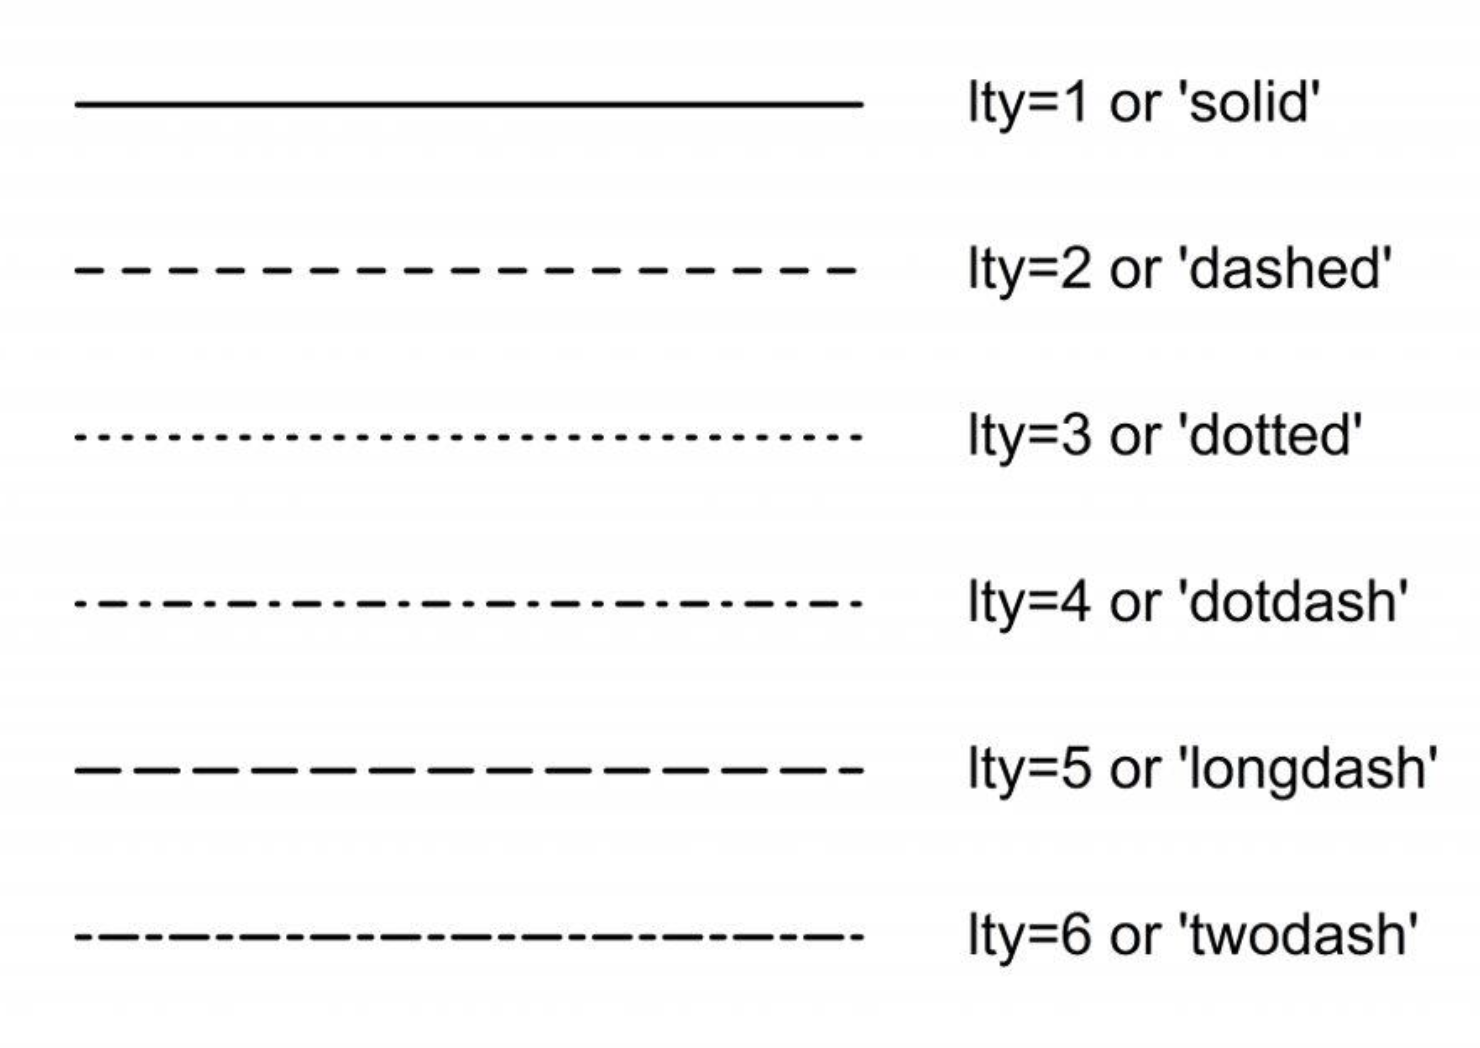 lty=1 or 'solid'
lty=2 or 'dashed'
lty=3 or 'dotted'
lty=4 or 'dotdash'
lty=5 or 'longdash'
lty=6 or 'twodash'